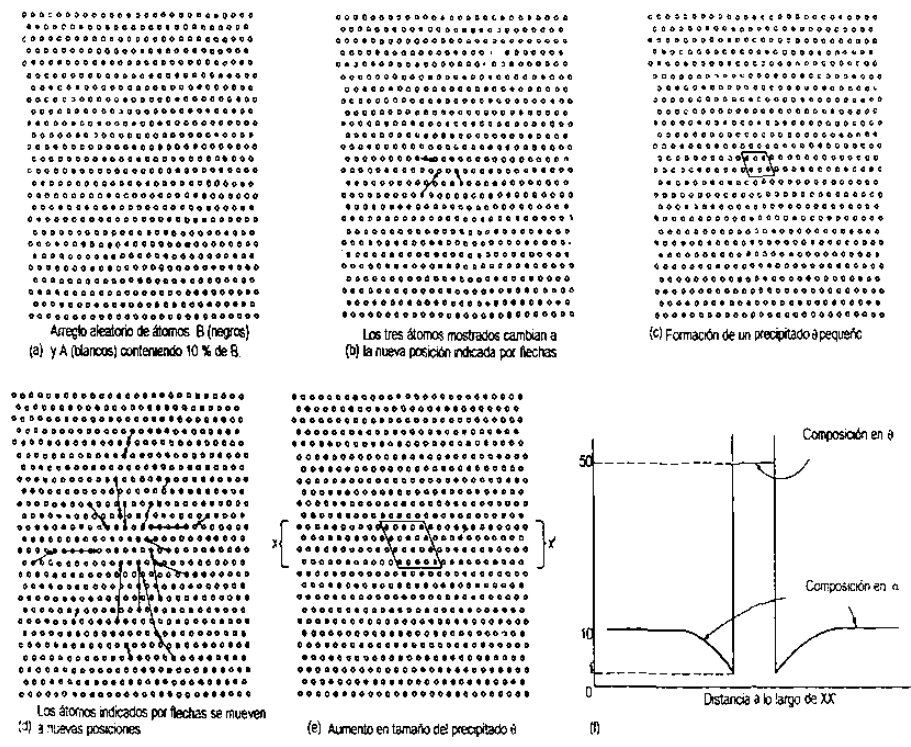 Arreglo aleatorio de átomos B (negros)
(a) y A (blancos) conteniendo 10 % de B.
Los tres átomos mostrados cambian a
(b) la nueva posición indicada por flechas
(c) Formación de un precipitado θ pequeño
Los átomos indicados por flechas se mueven
(d) a nuevas posiciones
X
X'
(e) Aumento en tamaño del precipitado θ
Composición en θ
50
Composición en α
10
0
Distancia a lo largo de XX'
(f)